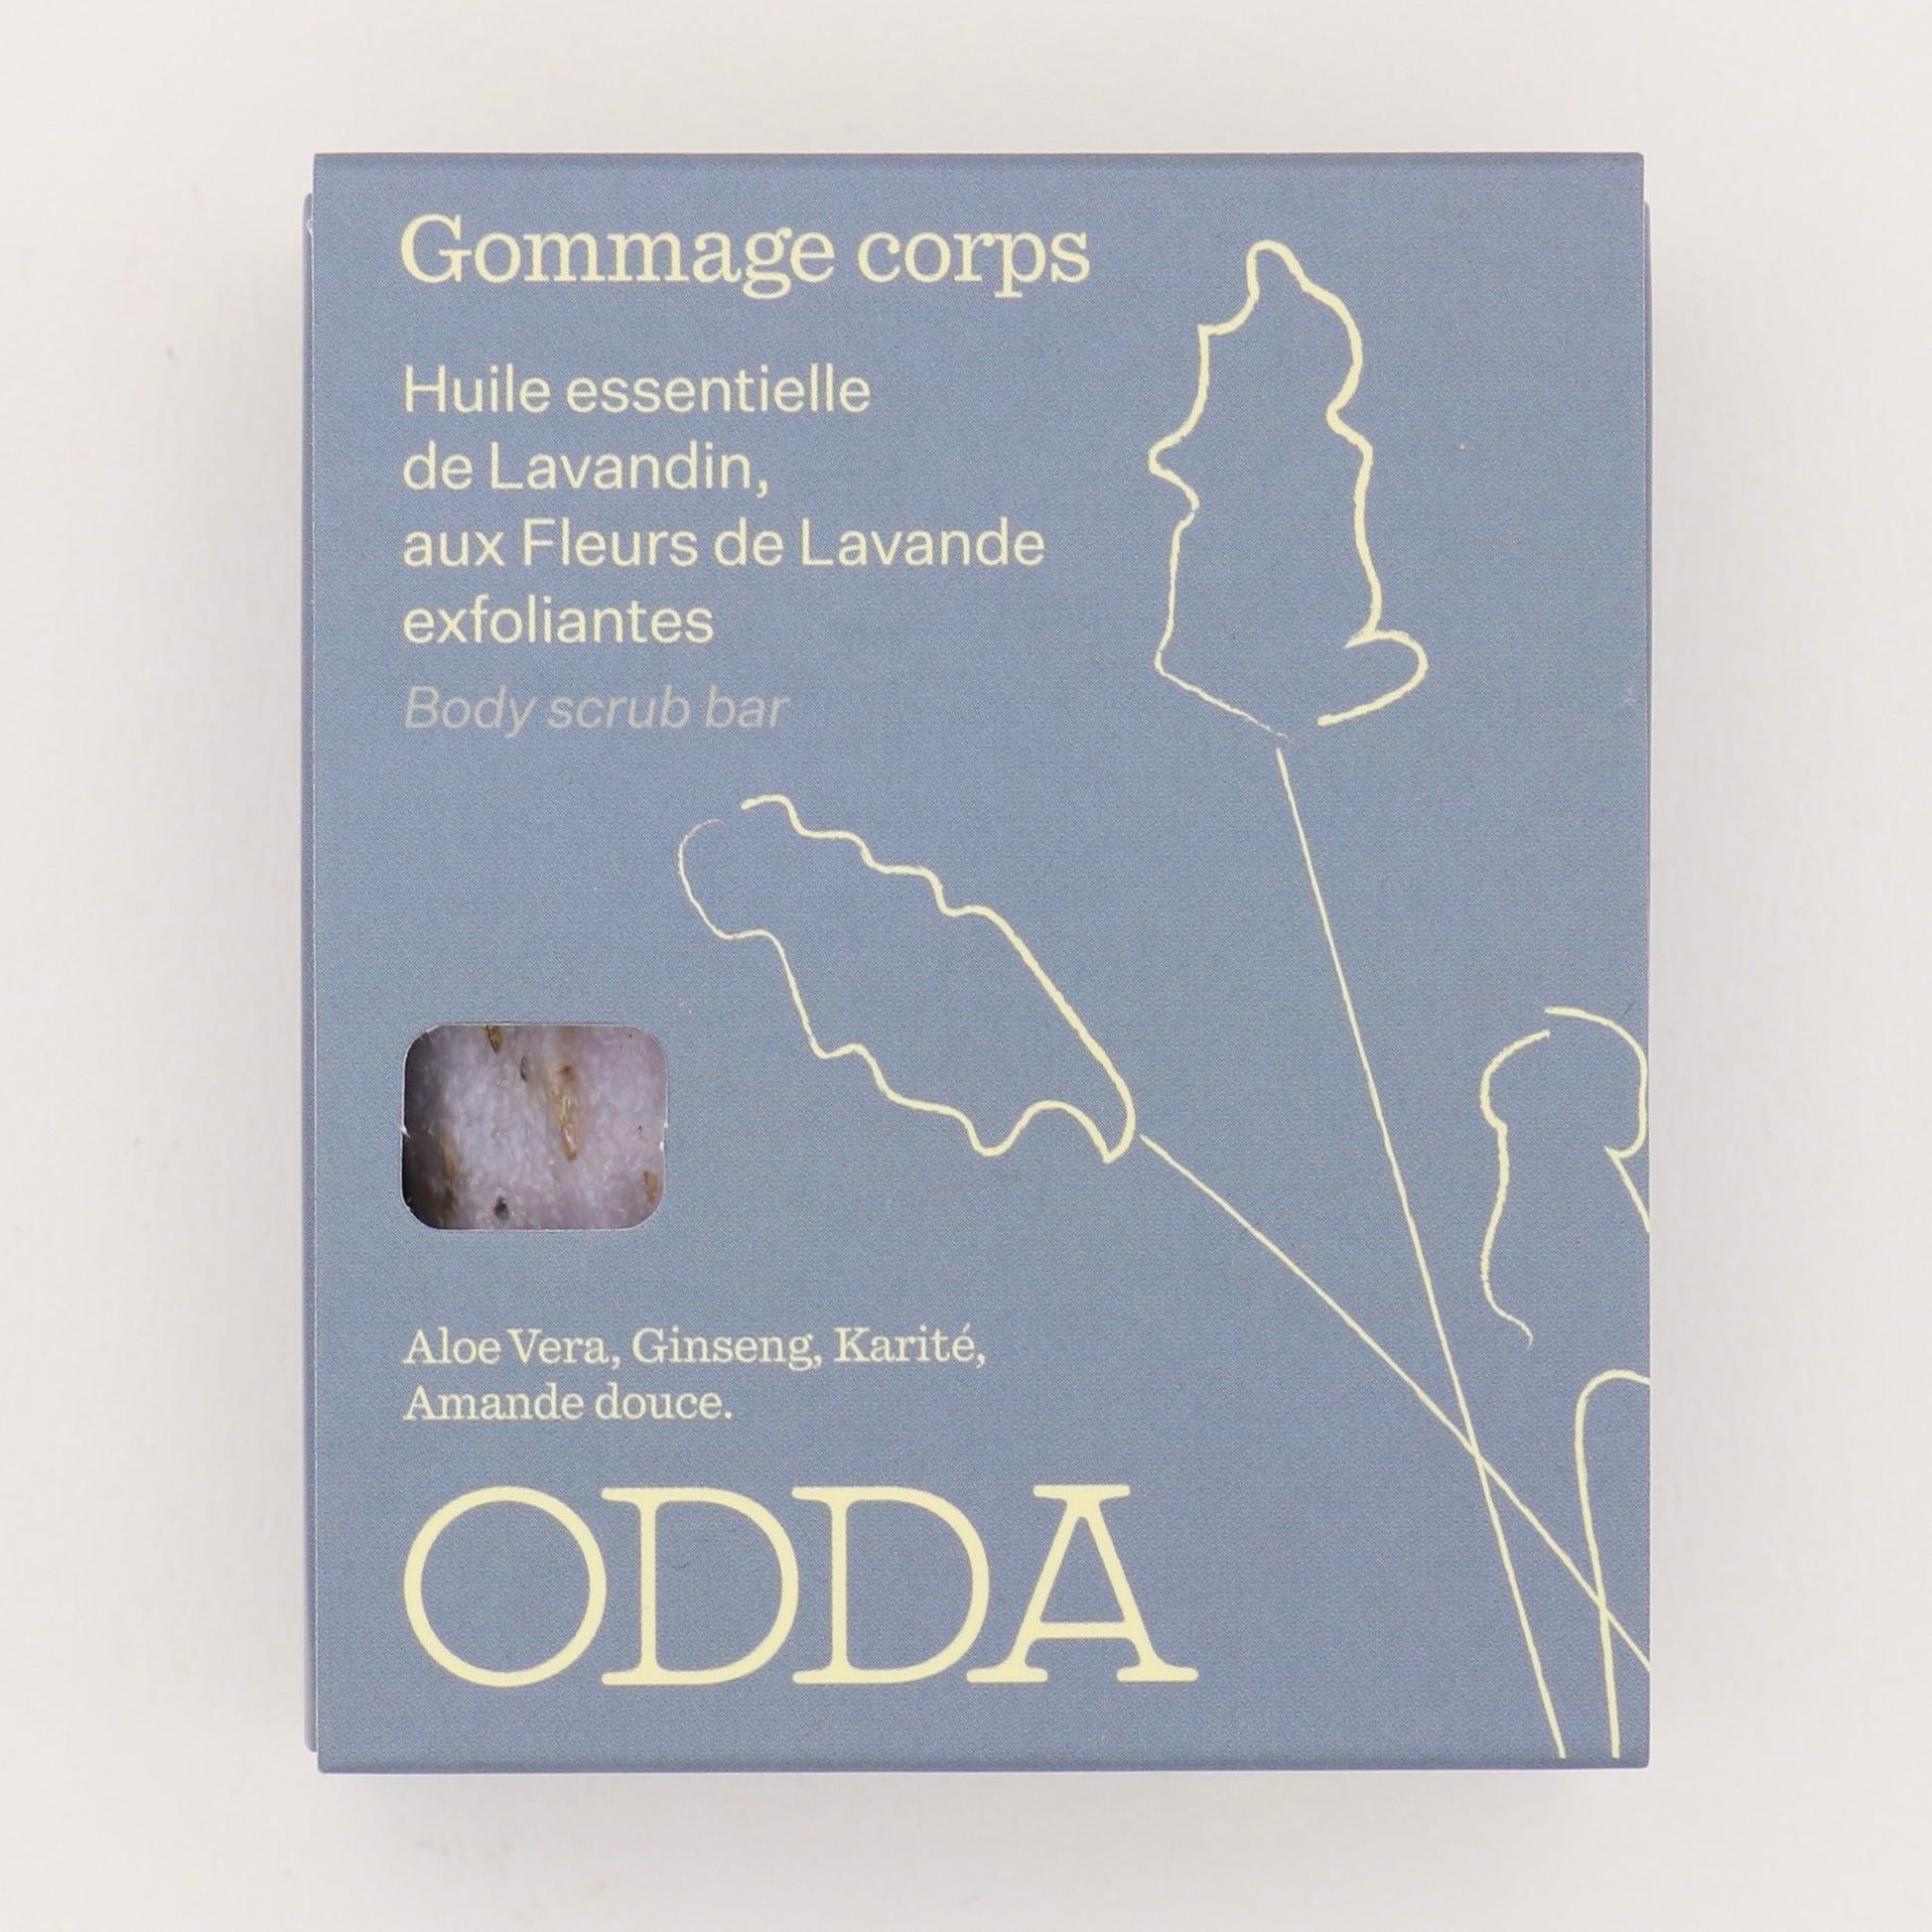 Gommage corps
Huile essentielle
de Lavandin,
aux Fleurs de Lavande
exfoliantes
Body scrub bar
Aloe Vera, Ginseng, Karité,
Amande douce.
ODDA